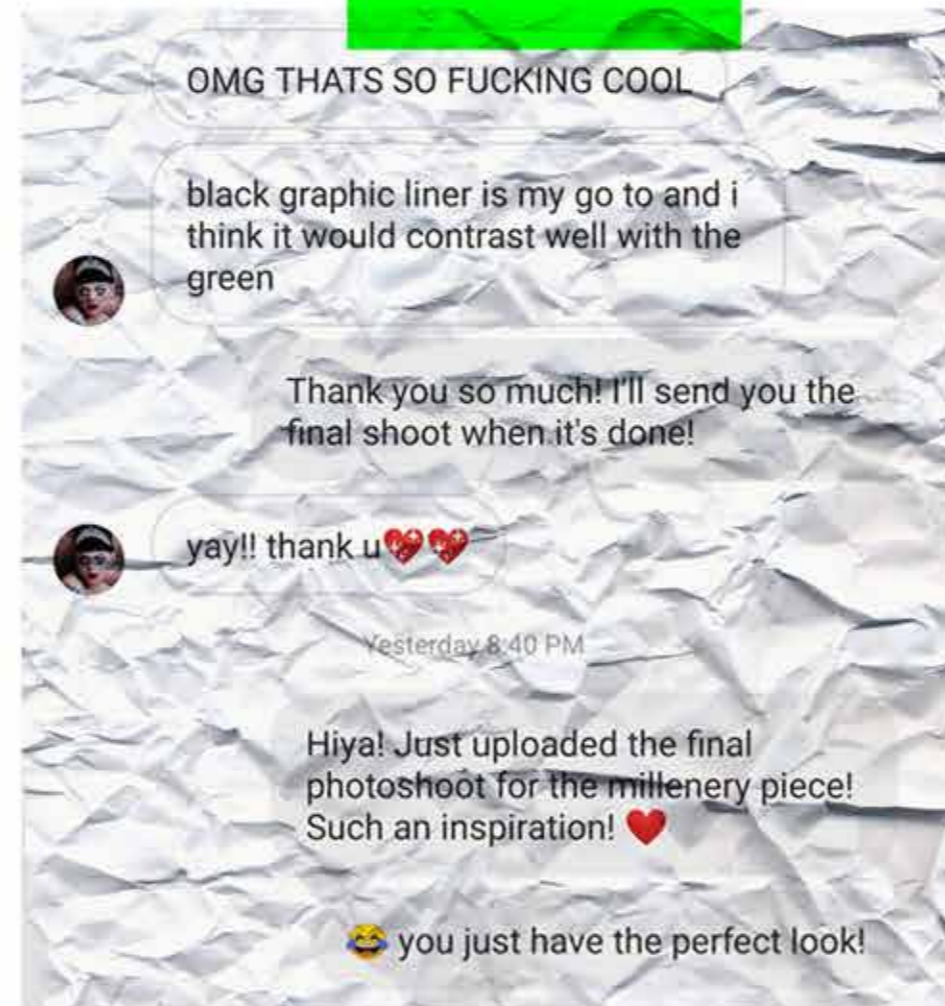 OMG THATS SO FUCKING COOL
black graphic liner is my go to and i
think it would contrast well with the
green
Thank you so much! I'll send you the
final shoot when it's done!
yay!! thank u💖💖
Yesterday 8:40 PM
Hiya! Just uploaded the final
photoshoot for the millenery piece!
Such an inspiration! ❤️
😂 you just have the perfect look!